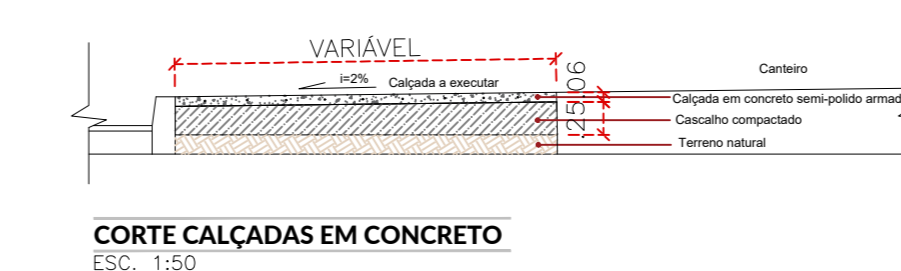 VARIÁVEL
i=2%
Calçada a executar
.06
.25
Canteiro
Calçada em concreto semi-polido armad
Cascalho compactado
Terreno natural
CORTE CALÇADAS EM CONCRETO
ESC. 1:50